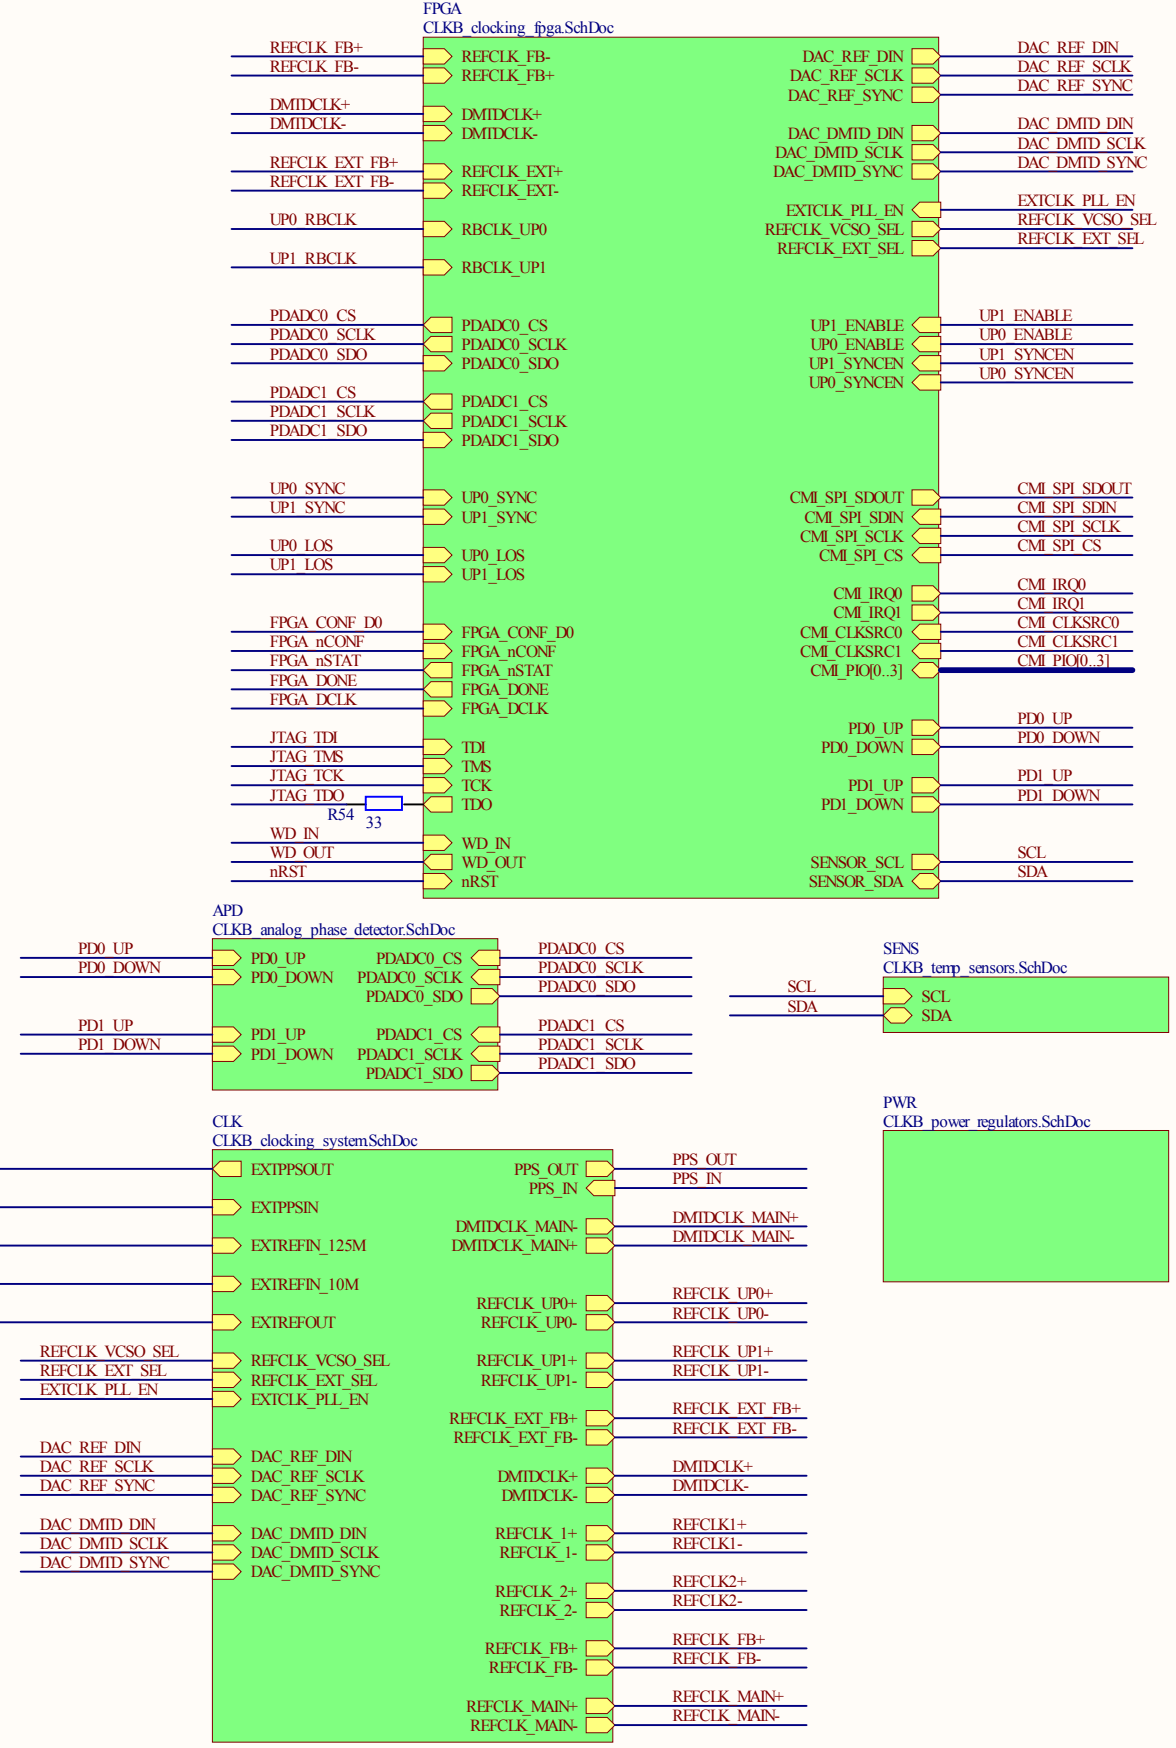 FPGA
CLKB_clocking_fpga.SchDoc
REFCLK_FB+
REFCLK_FB-
DMTDCLK+
DMTDCLK-
REFCLK_EXT_FB+
REFCLK_EXT_FB-
UP0_RBCLK
UP1_RBCLK
PDADC0_CS
PDADC0_SCLK
PDADC0_SDO
PDADC1_CS
PDADC1_SCLK
PDADC1_SDO
UP0_SYNC
UP1_SYNC
UP0_LOS
UP1_LOS
FPGA_CONF_D0
FPGA_nCONF
FPGA_nSTAT
FPGA_DONE
FPGA_DCLK
JTAG_TDI
JTAG_TMS
JTAG_TCK
JTAG_TDO
R54
33
WD_IN
WD_OUT
nRST
REFCLK_FB-
REFCLK_FB+
DMTDCLK+
DMTDCLK-
REFCLK_EXT+
REFCLK_EXT-
RBCLK_UP0
RBCLK_UP1
PDADC0_CS
PDADC0_SCLK
PDADC0_SDO
PDADC1_CS
PDADC1_SCLK
PDADC1_SDO
UP0_SYNC
UP1_SYNC
UP0_LOS
UP1_LOS
FPGA_CONF_D0
FPGA_nCONF
FPGA_nSTAT
FPGA_DONE
FPGA_DCLK
TDI
TMS
TCK
TDO
WD_IN
WD_OUT
nRST
DAC_REF_DIN
DAC_REF_SCLK
DAC_REF_SYNC
DAC_DMTD_DIN
DAC_DMTD_SCLK
DAC_DMTD_SYNC
EXTCLK_PLL_EN
REFCLK_VCSO_SEL
REFCLK_EXT_SEL
UP1_ENABLE
UP0_ENABLE
UP1_SYNCEN
UP0_SYNCEN
CMI_SPI_SDOUT
CMI_SPI_SDIN
CMI_SPI_SCLK
CMI_SPI_CS
CMI_IRQ0
CMI_IRQ1
CMI_CLKSRC0
CMI_CLKSRC1
CMI_PIO[0..3]
PD0_UP
PD0_DOWN
PD1_UP
PD1_DOWN
SENSOR_SCL
SENSOR_SDA
DAC_REF_DIN
DAC_REF_SCLK
DAC_REF_SYNC
DAC_DMTD_DIN
DAC_DMTD_SCLK
DAC_DMTD_SYNC
EXTCLK_PLL_EN
REFCLK_VCSO_SEL
REFCLK_EXT_SEL
UP1_ENABLE
UP0_ENABLE
UP1_SYNCEN
UP0_SYNCEN
CMI_SPI_SDOUT
CMI_SPI_SDIN
CMI_SPI_SCLK
CMI_SPI_CS
CMI_IRQ0
CMI_IRQ1
CMI_CLKSRC0
CMI_CLKSRC1
CMI_PIO[0..3]
PD0_UP
PD0_DOWN
PD1_UP
PD1_DOWN
SCL
SDA
APD
CLKB_analog_phase_detector.SchDoc
PD0_UP
PD0_DOWN
PD1_UP
PD1_DOWN
PD0_UP
PD0_DOWN
PD1_UP
PD1_DOWN
PDADC0_CS
PDADC0_SCLK
PDADC0_SDO
PDADC1_CS
PDADC1_SCLK
PDADC1_SDO
PDADC0_CS
PDADC0_SCLK
PDADC0_SDO
PDADC1_CS
PDADC1_SCLK
PDADC1_SDO
SENS
CLKB_temp_sensors.SchDoc
SCL
SDA
SCL
SDA
PWR
CLKB_power_regulators.SchDoc
CLK
CLKB_clocking_system.SchDoc
REFCLK_VCSO_SEL
REFCLK_EXT_SEL
EXTCLK_PLL_EN
DAC_REF_DIN
DAC_REF_SCLK
DAC_REF_SYNC
DAC_DMTD_DIN
DAC_DMTD_SCLK
DAC_DMTD_SYNC
EXTPPSOUT
EXTPPSIN
EXTREFIN_125M
EXTREFIN_10M
EXTREFOUT
REFCLK_VCSO_SEL
REFCLK_EXT_SEL
EXTCLK_PLL_EN
DAC_REF_DIN
DAC_REF_SCLK
DAC_REF_SYNC
DAC_DMTD_DIN
DAC_DMTD_SCLK
DAC_DMTD_SYNC
PPS_OUT
PPS_IN
DMTDCLK_MAIN-
DMTDCLK_MAIN+
REFCLK_UP0+
REFCLK_UP0-
REFCLK_UP1+
REFCLK_UP1-
REFCLK_EXT_FB+
REFCLK_EXT_FB-
DMTDCLK+
DMTDCLK-
REFCLK_1+
REFCLK_1-
REFCLK_2+
REFCLK_2-
REFCLK_FB+
REFCLK_FB-
REFCLK_MAIN+
REFCLK_MAIN-
PPS_OUT
PPS_IN
DMTDCLK_MAIN+
DMTDCLK_MAIN-
REFCLK_UP0+
REFCLK_UP0-
REFCLK_UP1+
REFCLK_UP1-
REFCLK_EXT_FB+
REFCLK_EXT_FB-
DMTDCLK+
DMTDCLK-
REFCLK1+
REFCLK1-
REFCLK2+
REFCLK2-
REFCLK_FB+
REFCLK_FB-
REFCLK_MAIN+
REFCLK_MAIN-